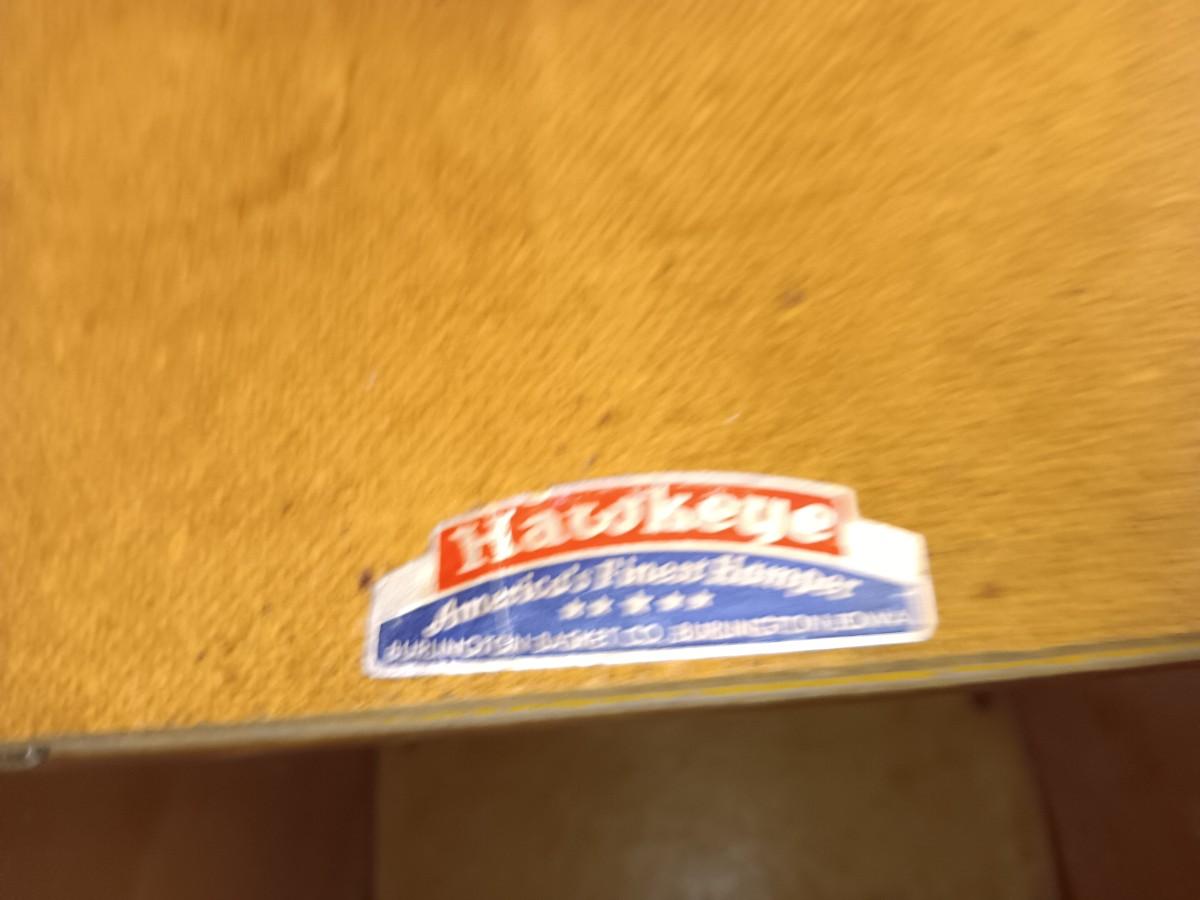 Hawkeye
America's Finest Hamper
BURLINGTON BASKET CO. BURLINGTON, IOWA